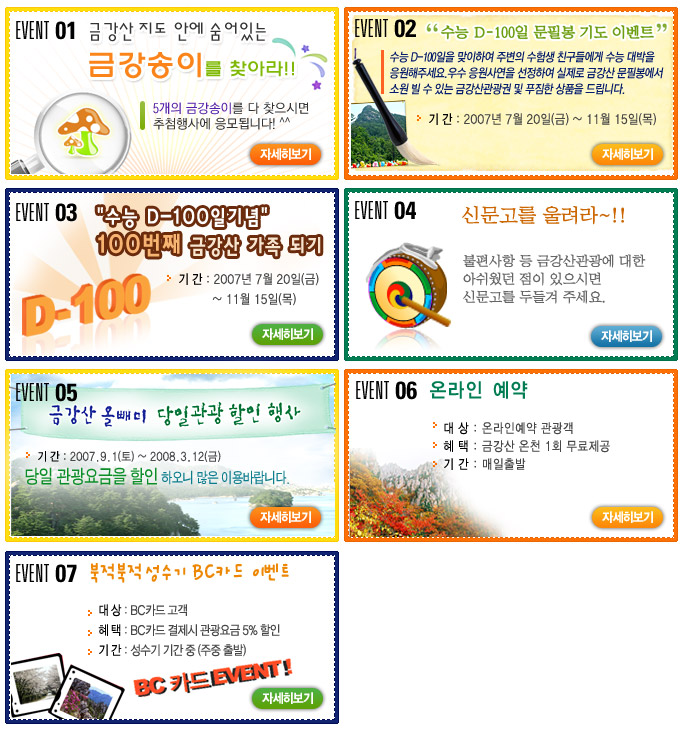 EVENT 01
금강산 지도 안에 숨어있는
금강송이를 찾아라!!
5개의 금강송이를 다 찾으시면
추첨행사에 응모됩니다! ^^
자세히보기
EVENT 02
“수능 D-100일 문필봉 기도 이벤트”
수능 D-100일을 맞이하여 주변의 수험생 친구들에게 수능 대박을
응원해주세요.우수 응원사연을 선정하여 실제로 금강산 문필봉에서
소원 빌 수 있는 금강산관광권 및 푸짐한 상품을 드립니다.
기 간 : 2007년 7월 20일(금) ~ 11월 15일(목)
자세히보기
EVENT 03
"수능 D-100일기념"
100번째 금강산 가족 되기
기 간 : 2007년 7월 20일(금)
~ 11월 15일(목)
D-100
자세히보기
EVENT 04
신문고를 울려라~!!
불편사항 등 금강산관광에 대한
아쉬웠던 점이 있으시면
신문고를 두들겨 주세요.
자세히보기
EVENT 05
금강산 올빼미 당일관광 할인 행사
기 간 : 2007.9.1(토) ~ 2008.3.12(금)
당일 관광요금을 할인 하오니 많은 이용바랍니다.
자세히보기
EVENT 06
온라인 예약
대 상 : 온라인예약 관광객
혜 택 : 금강산 온천 1회 무료제공
기 간 : 매일출발
자세히보기
EVENT 07
북적북적 성수기 BC카드 이벤트
대 상 : BC카드 고객
혜 택 : BC카드 결제시 관광요금 5% 할인
기 간 : 성수기 기간 중 (주중 출발)
BC 카드 EVENT !
자세히보기